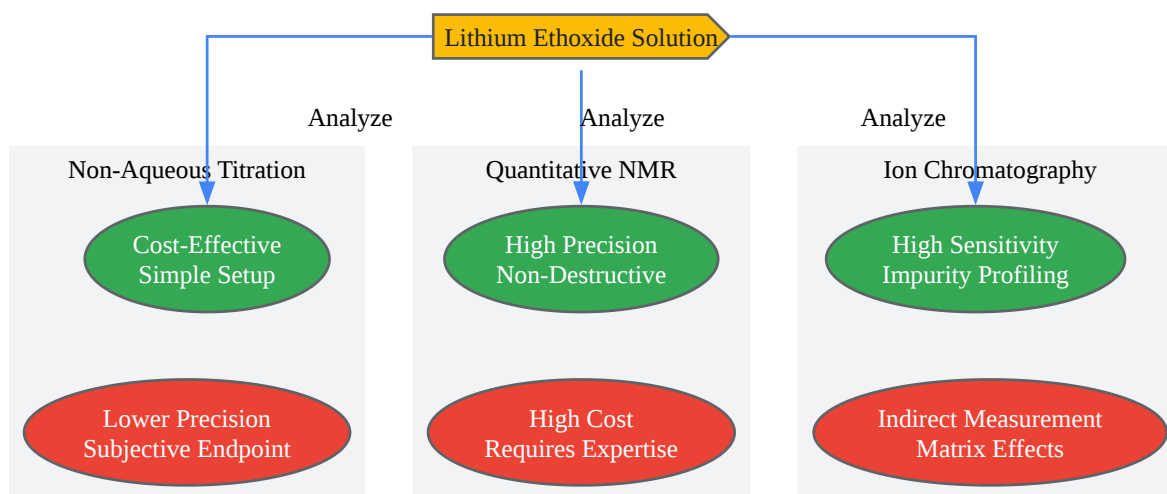 Lithium Ethoxide Solution
Analyze
Analyze
Analyze
Non-Aqueous Titration
Quantitative NMR
Ion Chromatography
Cost-Effective
Simple Setup
High Precision
Non-Destructive
High Sensitivity
Impurity Profiling
Lower Precision
Subjective Endpoint
High Cost
Requires Expertise
Indirect Measurement
Matrix Effects